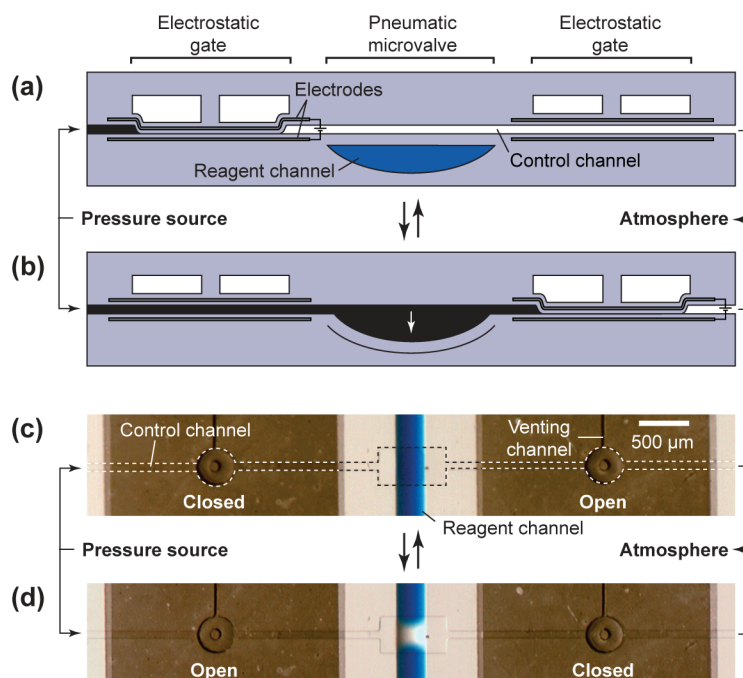 Electrostatic
gate
Pneumatic
microvalve
Electrostatic
gate
(a)
Electrodes
Reagent channel
Control channel
Pressure source
Atmosphere
(b)
(c)
Control channel
Closed
Venting
channel
500 µm
Open
Reagent channel
Pressure source
Atmosphere
(d)
Open
Closed